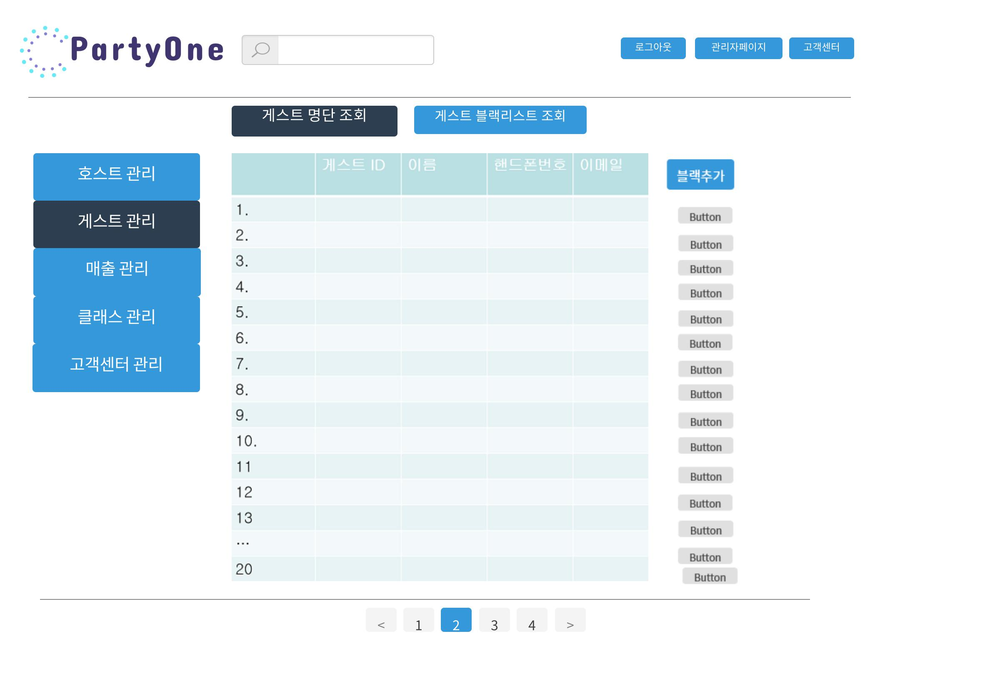 PartyOne
로그아웃 관리자페이지 고객센터
게스트 명단 조회 게스트 블랙리스트 조회
호스트 관리
게스트 관리
매출 관리
클래스 관리
고객센터 관리
게스트 ID 이름 핸드폰번호 이메일 블랙추가
1. Button
2. Button
3. Button
4. Button
5. Button
6. Button
7. Button
8. Button
9. Button
10. Button
11 Button
12 Button
13 Button
... Button
20 Button
< 1 2 3 4 >